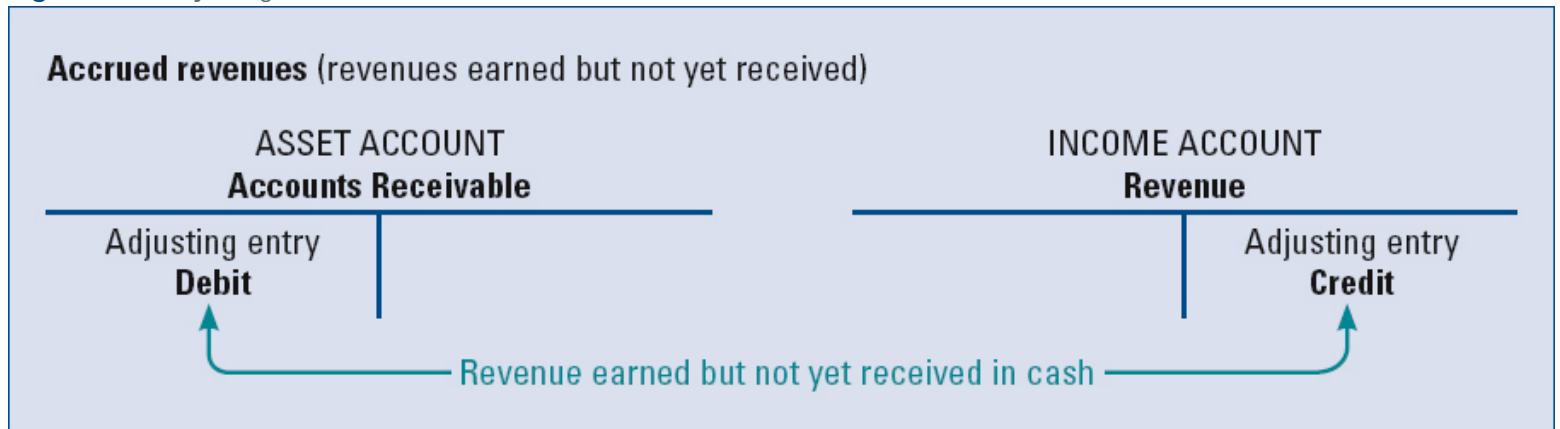 Accrued revenues (revenues earned but not yet received)
ASSET ACCOUNT
Accounts Receivable
Adjusting entry
Debit
INCOME ACCOUNT
Revenue
Adjusting entry
Credit
Revenue earned but not yet received in cash